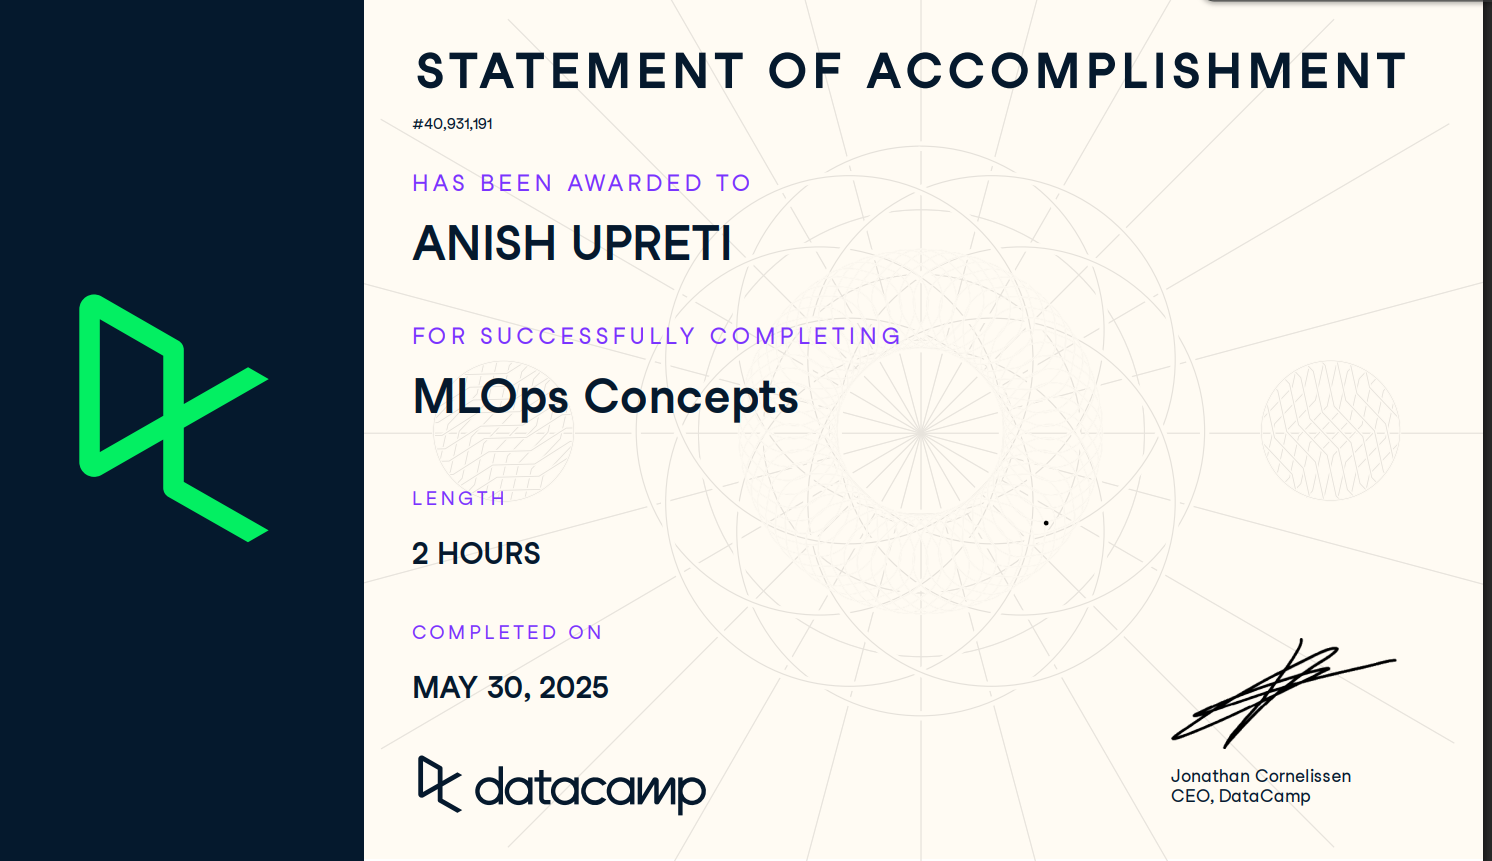 STATEMENT OF ACCOMPLISHMENT
#40,931,191
HAS BEEN AWARDED TO
ANISH UPRETI
FOR SUCCESSFULLY COMPLETING
MLOps Concepts
LENGTH
2 HOURS
COMPLETED ON
MAY 30, 2025
datacamp
Jonathan Cornelissen
CEO, DataCamp